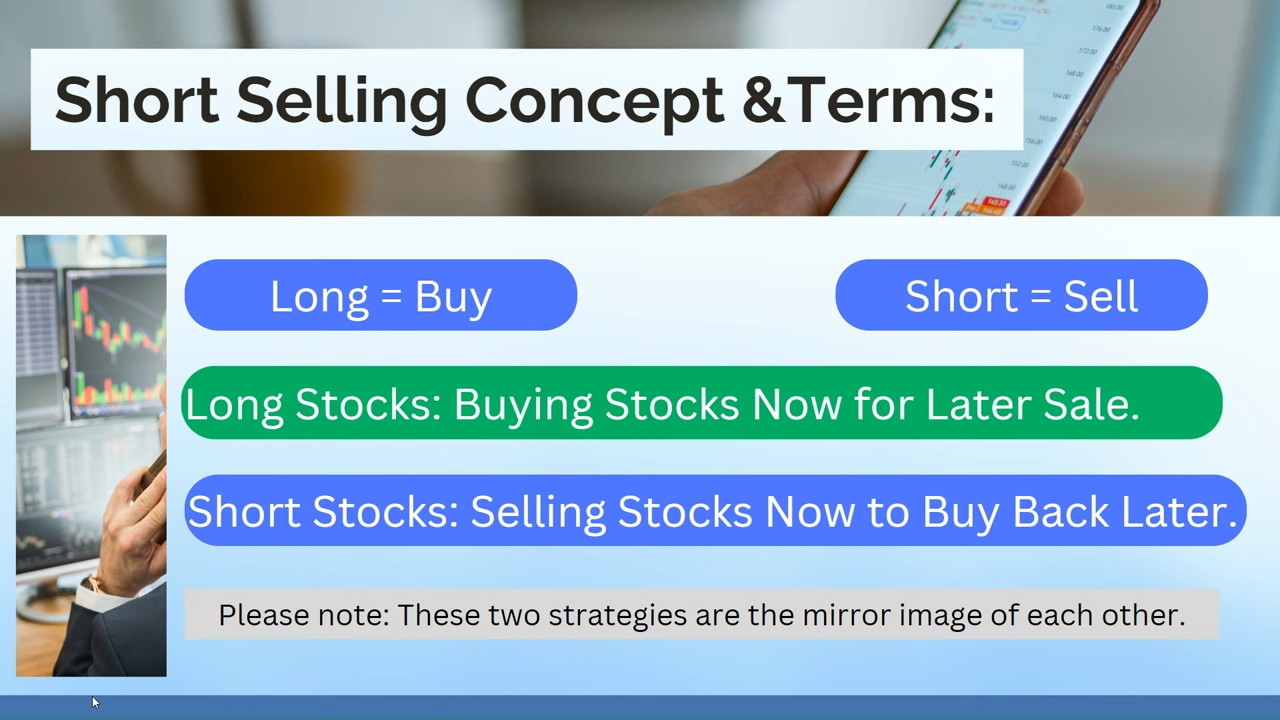 Short Selling Concept &Terms:
Long = Buy
Short = Sell
Long Stocks: Buying Stocks Now for Later Sale.
Short Stocks: Selling Stocks Now to Buy Back Later.
Please note: These two strategies are the mirror image of each other.